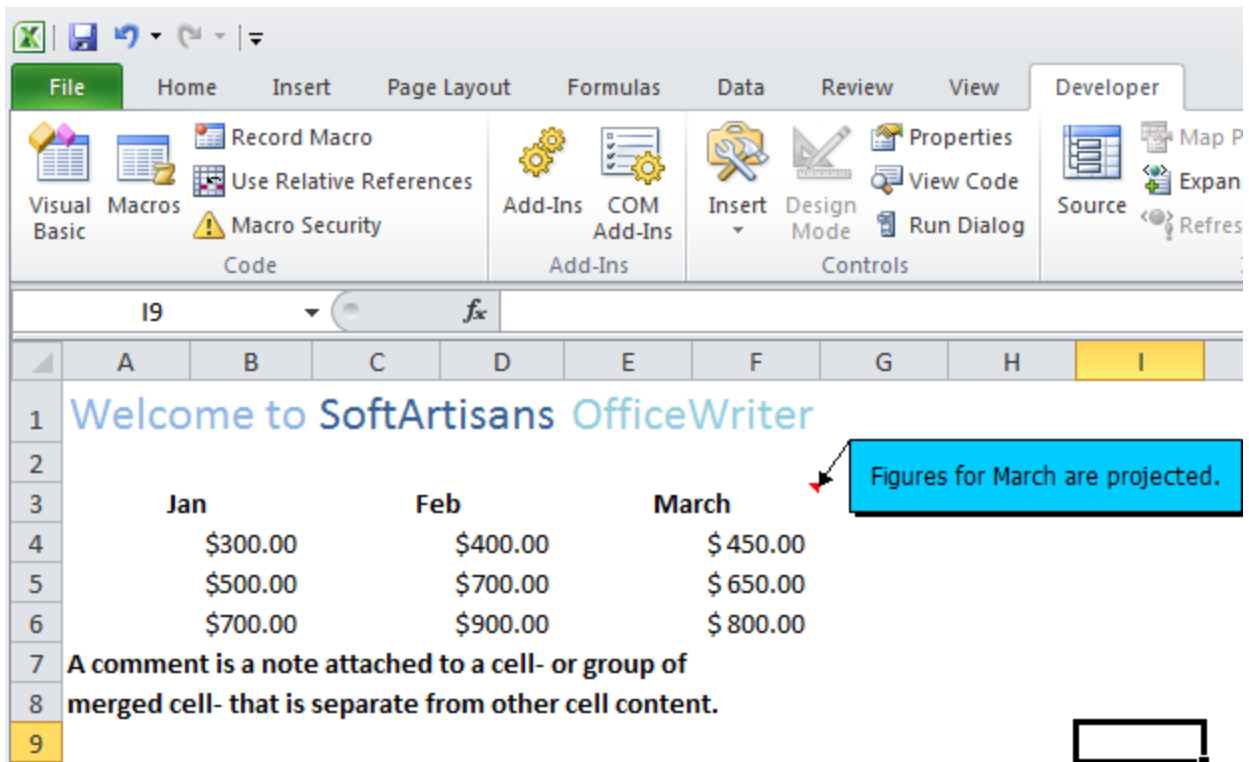 File Home Insert Page Layout Formulas Data Review View Developer
Record Macro Properties Map P
Use Relative References View Code Expan
Visual Basic Macros Add-Ins COM Add-Ins Insert Design Mode Source
Macro Security Run Dialog Refres
Code Add-Ins Controls
I9 fx
A B C D E F G H I
1 Welcome to SoftArtisans OfficeWriter
2
Figures for March are projected.
3 Jan Feb March
4 $300.00 $400.00 $ 450.00
5 $500.00 $700.00 $ 650.00
6 $700.00 $900.00 $ 800.00
7 A comment is a note attached to a cell- or group of
8 merged cell- that is separate from other cell content.
9